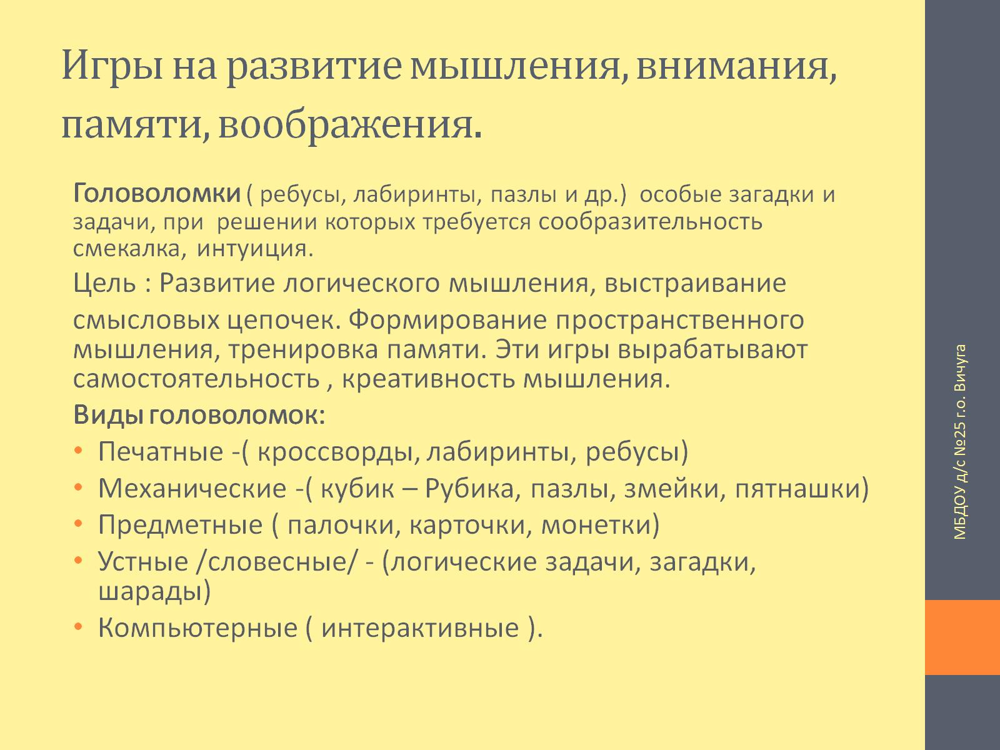 Игры на развитие мышления, внимания,
памяти, воображения.
Головоломки ( ребусы, лабиринты, пазлы и др.)  особые загадки и
задачи, при  решении которых требуется сообразительность
смекалка, интуиция.
Цель : Развитие логического мышления, выстраивание
смысловых цепочек. Формирование пространственного
мышления, тренировка памяти. Эти игры вырабатывают
самостоятельность , креативность мышления.
Виды головоломок:
• Печатные -( кроссворды, лабиринты, ребусы)
• Механические -( кубик – Рубика, пазлы, змейки, пятнашки)
• Предметные ( палочки, карточки, монетки)
• Устные /словесные/ - (логические задачи, загадки,
шарады)
• Компьютерные ( интерактивные ).
МБДОУ д/с №25 г.о. Вичуга